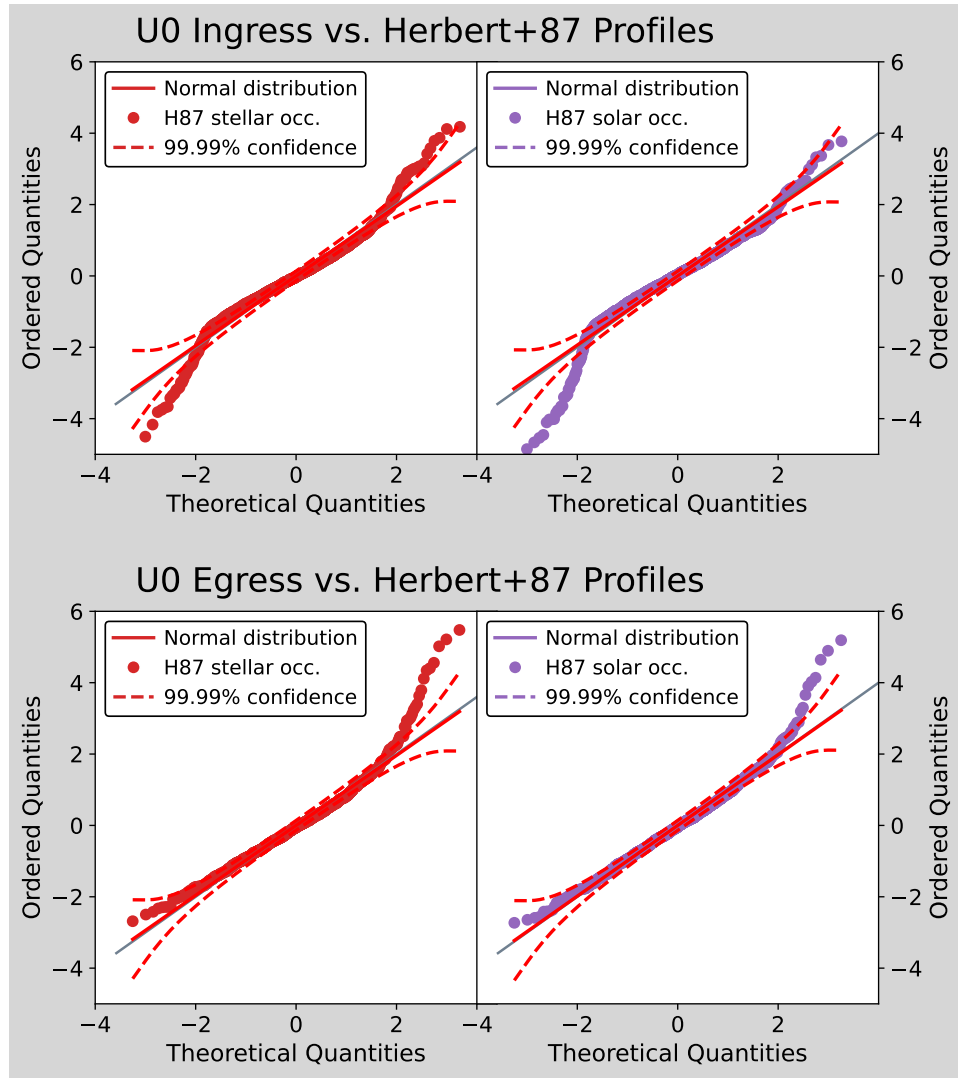 U0 Ingress vs. Herbert+87 Profiles
6
4
2
0
−2
−4
Ordered Quantities
Normal distribution
H87 stellar occ.
99.99% confidence
−4
−2
0
2
Theoretical Quantities
Normal distribution
H87 solar occ.
99.99% confidence
−4
−2
0
2
Theoretical Quantities
6
4
2
0
−2
−4
Ordered Quantities
U0 Egress vs. Herbert+87 Profiles
6
4
2
0
−2
−4
Ordered Quantities
Normal distribution
H87 stellar occ.
99.99% confidence
−4
−2
0
2
Theoretical Quantities
Normal distribution
H87 solar occ.
99.99% confidence
−4
−2
0
2
Theoretical Quantities
6
4
2
0
−2
−4
Ordered Quantities